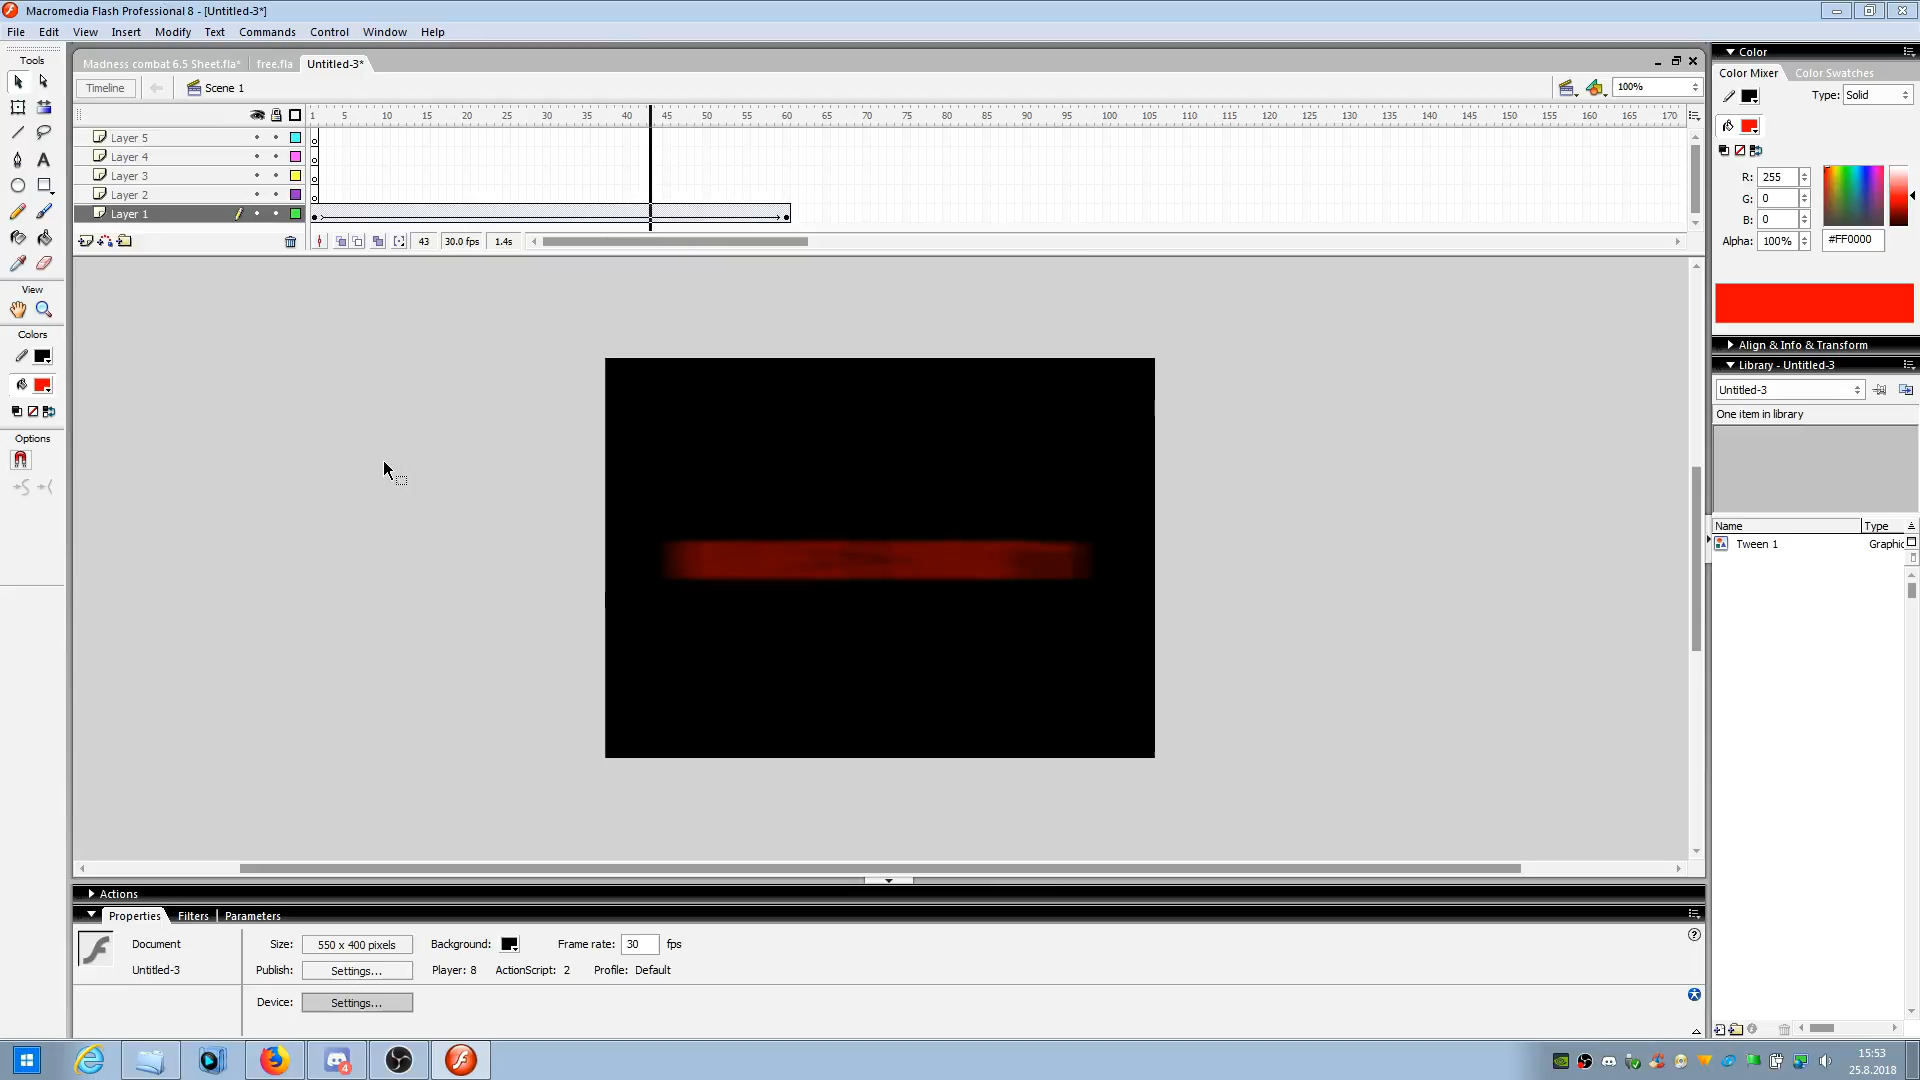 Macromedia Flash Professional 8 - [Untitled-3*]
File Edit View Insert Modify Text Commands Control Window Help
Tools
Madness combat 6.5 Sheet.fla* free.fla Untitled-3*
Timeline Scene 1 100%
1 5 10 15 20 25 30 35 40 45 50 55 60 65 70 75 80 85 90 95 100 105 110 115 120 125 130 135 140 145 150 155 160 165 170
Layer 5
Layer 4
Layer 3
Layer 2
Layer 1
43 30.0 fps 1.4s
View
Colors
Options
Color
Color Mixer Color Swatches
Type: Solid
R: 255
G: 0
B: 0
Alpha: 100% #FF0000
Align & Info & Transform
Library - Untitled-3
Untitled-3
One item in library
Name Type
Tween 1 Graphic
Actions
Properties Filters Parameters
Document Size: 550 x 400 pixels Background: Frame rate: 30 fps
Untitled-3 Publish: Settings... Player: 8 ActionScript: 2 Profile: Default
Device: Settings...
4
15:53
25.8.2018